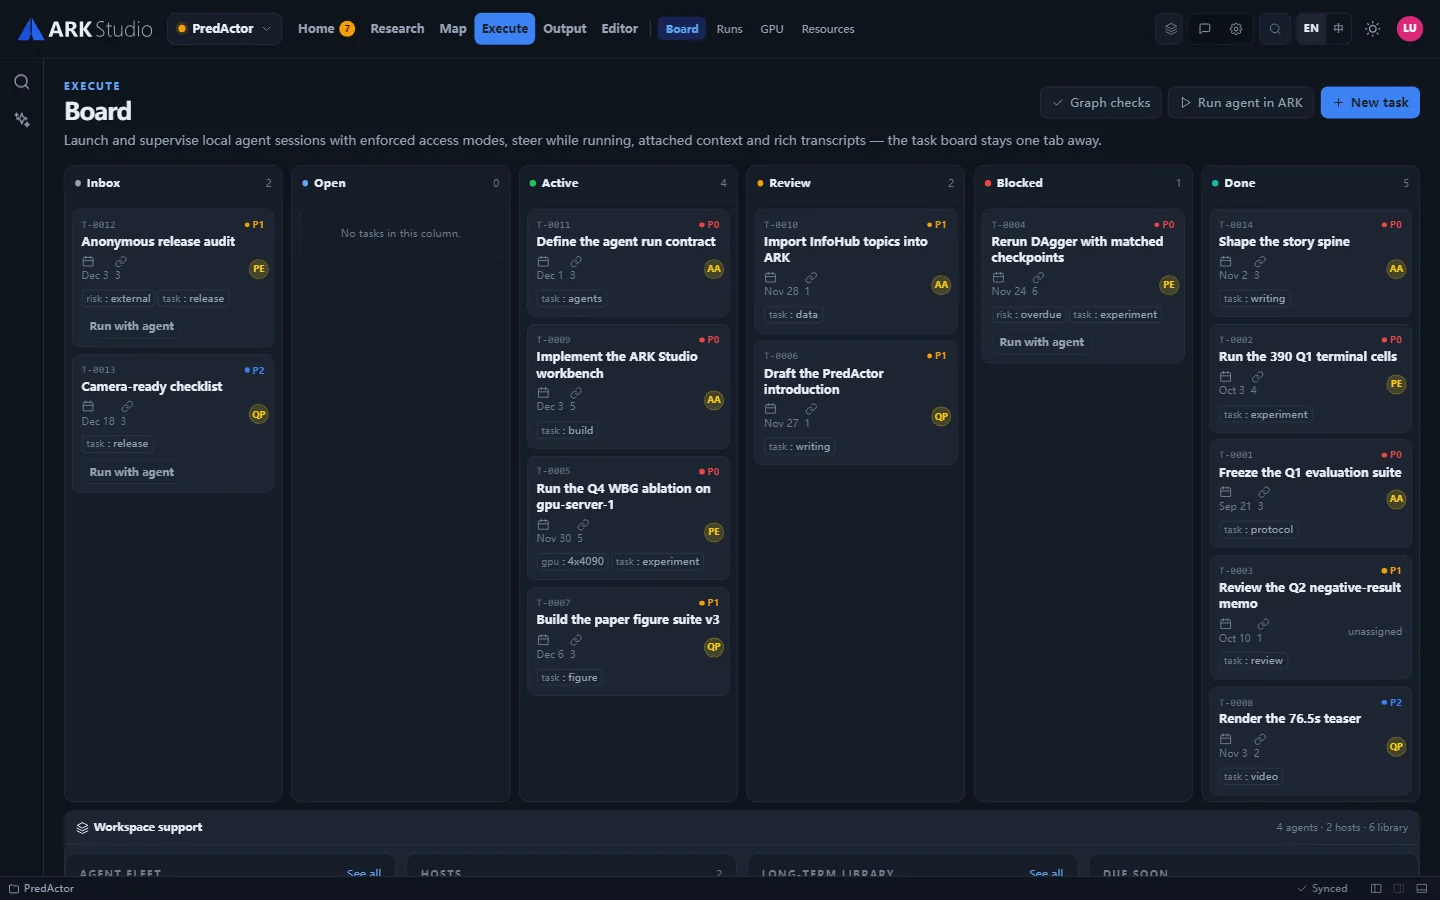 ARK Studio
PredActor
Home 7
Research
Map
Execute
Output
Editor
Board
Runs
GPU
Resources
EN 中
LU
EXECUTE
Board
Graph checks
Run agent in ARK
+ New task
Launch and supervise local agent sessions with enforced access modes, steer while running, attached context and rich transcripts — the task board stays one tab away.
Inbox 2
T-0012 P1
Anonymous release audit
Dec 3 3
PE
risk : external task : release
Run with agent
T-0013 P2
Camera-ready checklist
Dec 18 3
QP
task : release
Run with agent
Open 0
No tasks in this column.
Active 4
T-0011 P0
Define the agent run contract
Dec 1 3
AA
task : agents
T-0009 P0
Implement the ARK Studio
workbench
Dec 3 5
AA
task : build
T-0005 P0
Run the Q4 WBG ablation on
gpu-server-1
Nov 30 5
PE
gpu : 4x4090 task : experiment
T-0007 P1
Build the paper figure suite v3
Dec 6 3
QP
task : figure
Review 2
T-0010 P1
Import InfoHub topics into
ARK
Nov 28 1
AA
task : data
T-0006 P1
Draft the PredActor
introduction
Nov 27 1
QP
task : writing
Blocked 1
T-0004 P0
Rerun DAgger with matched
checkpoints
Nov 24 6
PE
risk : overdue task : experiment
Run with agent
Done 5
T-0014 P0
Shape the story spine
Nov 2 3
AA
task : writing
T-0002 P0
Run the 390 Q1 terminal cells
Oct 3 4
PE
task : experiment
T-0001 P0
Freeze the Q1 evaluation suite
Sep 21 3
AA
task : protocol
T-0003 P1
Review the Q2 negative-result
memo
Oct 10 1
unassigned
task : review
T-0008 P2
Render the 76.5s teaser
Nov 3 2
QP
task : video
Workspace support
4 agents · 2 hosts · 6 library
AGENT FLEET See all
HOSTS 2
LONG-TERM LIBRARY See all
DUE SOON
PredActor
Synced